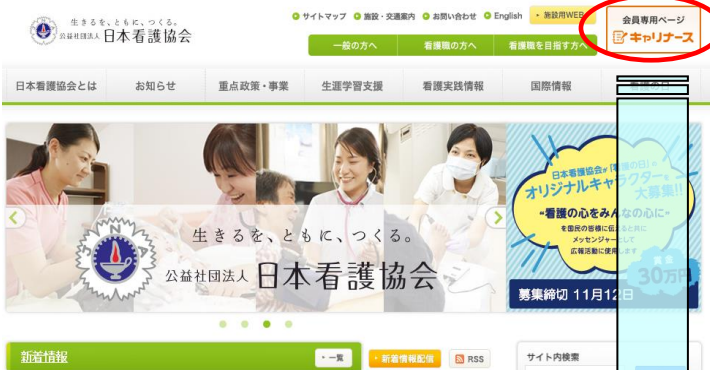 生きるを、ともに、つくる。
公益社団法人 日本看護協会
サイトマップ 施設・交通案内 お問い合わせ English ・施設用WEB
会員専用ページ
キャリナース
一般の方へ 看護職の方へ 看護職を目指す方へ
日本看護協会とは お知らせ 重点政策・事業 生涯学習支援 看護実践情報 国際情報 看護の日
生きるを、ともに、つくる。
公益社団法人 日本看護協会
日本看護協会が「看護の日」の
オリジナルキャラクターを
大募集!!
"看護の心をみんなの心に"
を国民の皆様に伝えると共に
メッセンジャーとして
広報活動に使用します
賞金
30万円
募集締切 11月12日
新着情報 ・一覧 ・新着情報配信 RSS
サイト内検索